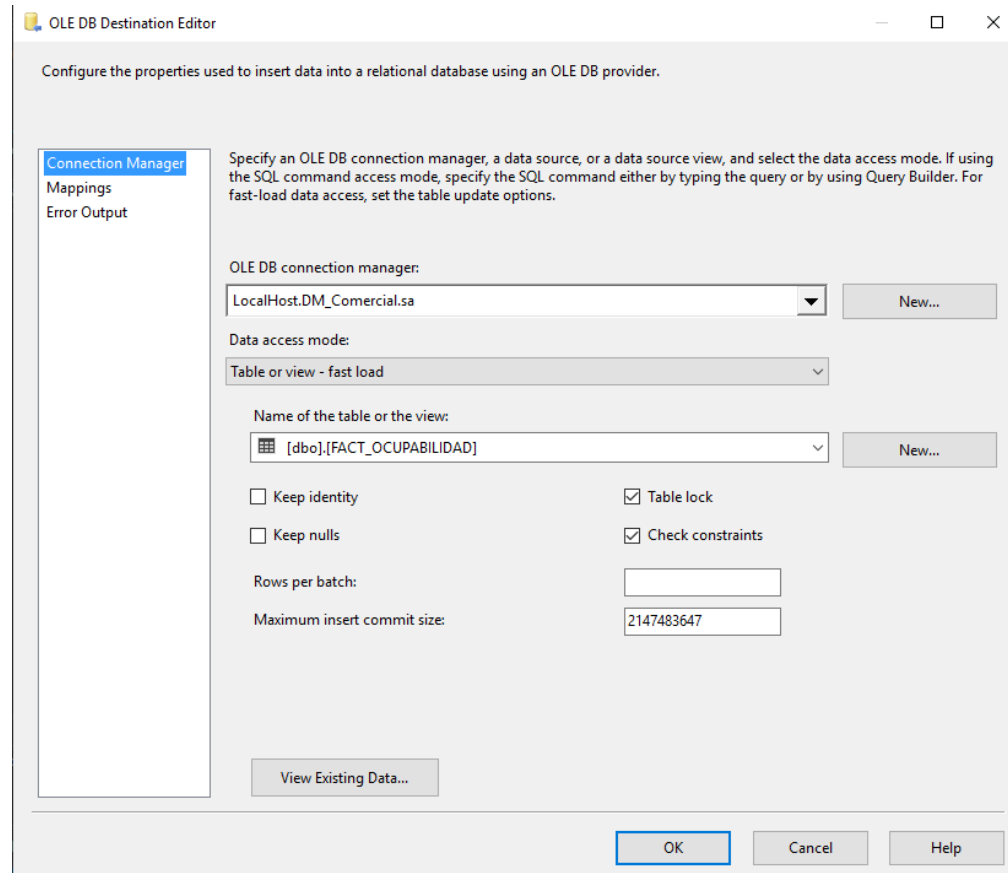 OLE DB Destination Editor
Configure the properties used to insert data into a relational database using an OLE DB provider.
Connection Manager
Mappings
Error Output
Specify an OLE DB connection manager, a data source, or a data source view, and select the data access mode. If using
the SQL command access mode, specify the SQL command either by typing the query or by using Query Builder. For
fast-load data access, set the table update options.
OLE DB connection manager:
LocalHost.DM_Comercial.sa
New...
Data access mode:
Table or view - fast load
Name of the table or the view:
[dbo].[FACT_OCUPABILIDAD]
New...
Keep identity
Table lock
Keep nulls
Check constraints
Rows per batch:
Maximum insert commit size:
2147483647
View Existing Data...
OK
Cancel
Help